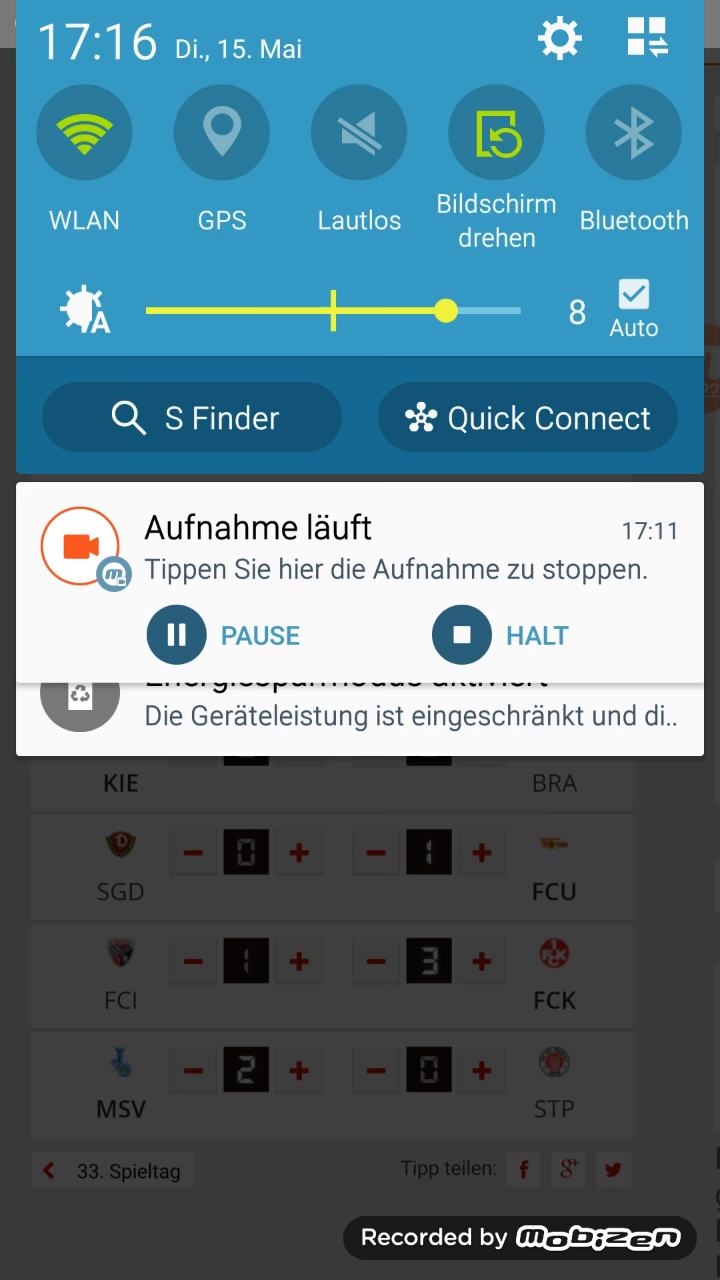 17:16 Di., 15. Mai
WLAN GPS Lautlos Bildschirm drehen Bluetooth
8 Auto
S Finder Quick Connect
Aufnahme läuft 17:11
Tippen Sie hier die Aufnahme zu stoppen.
PAUSE HALT
Energiesparmodus aktiviert
Die Geräteleistung ist eingeschränkt und di..
KIE BRA
0 1
SGD FCU
1 3
FCI FCK
2 0
MSV STP
33. Spieltag Tipp teilen:
Recorded by mobizen